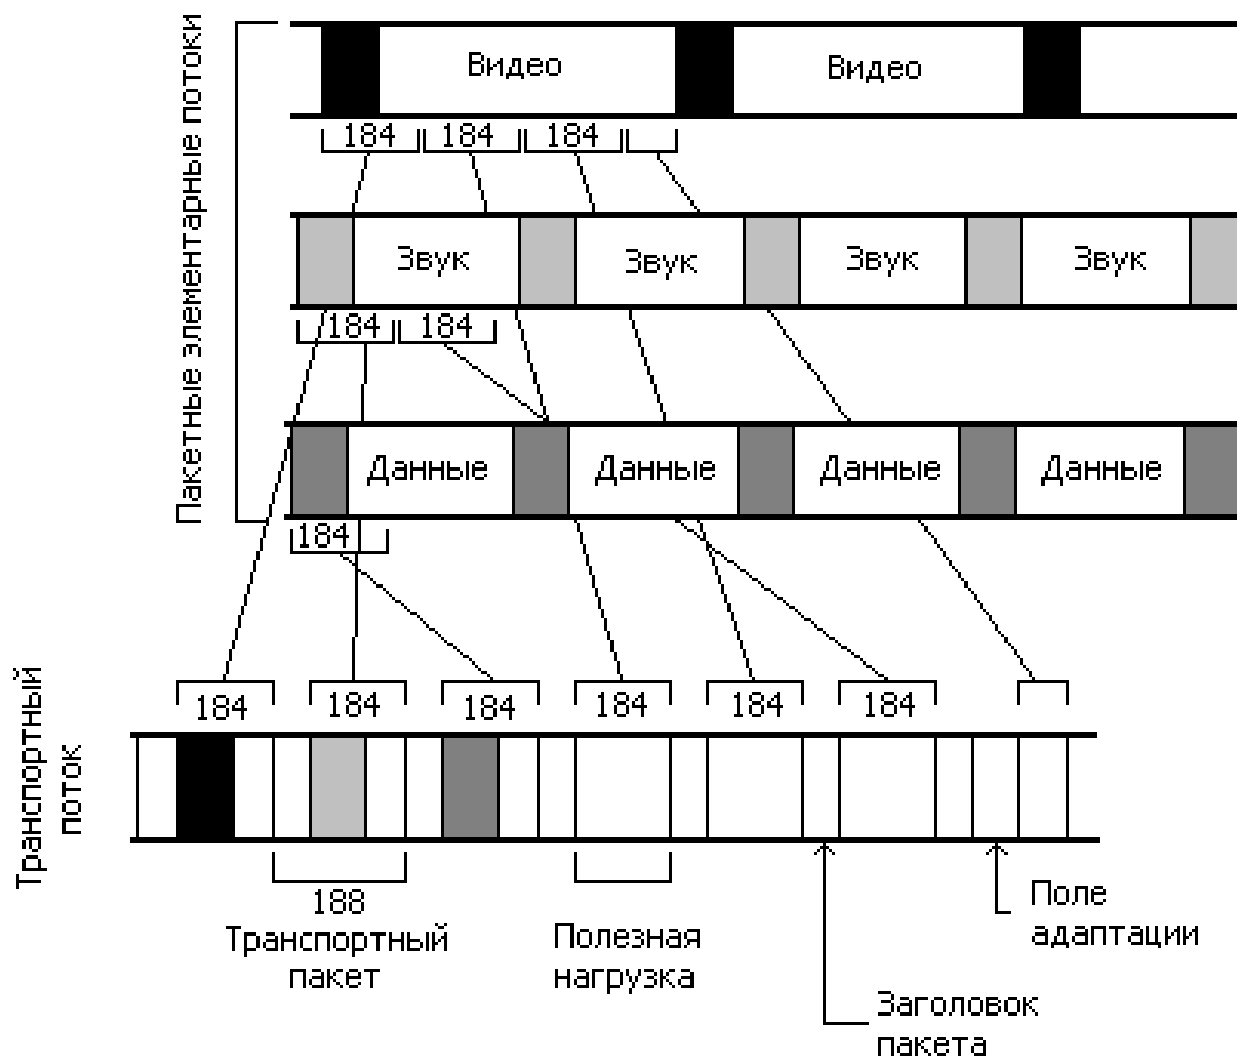 Пакетные элементарные потоки
Видео
Видео
184
184
184
Звук
Звук
Звук
Звук
184
184
Данные
Данные
Данные
Данные
184
Транспортный
поток
184
184
184
184
184
184
188
Транспортный
пакет
Полезная
нагрузка
Заголовок
пакета
Поле
адаптации